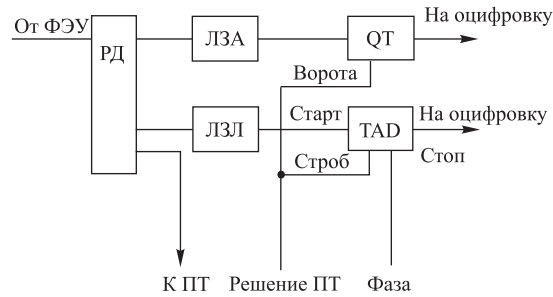 На оцифровку
От ФЭУ
РД
ЛЗА
QT
Ворота
Старт
На оцифровку
ЛЗЛ
TAD
Строб
Стоп
К ПТ
Решение ПТ
Фаза